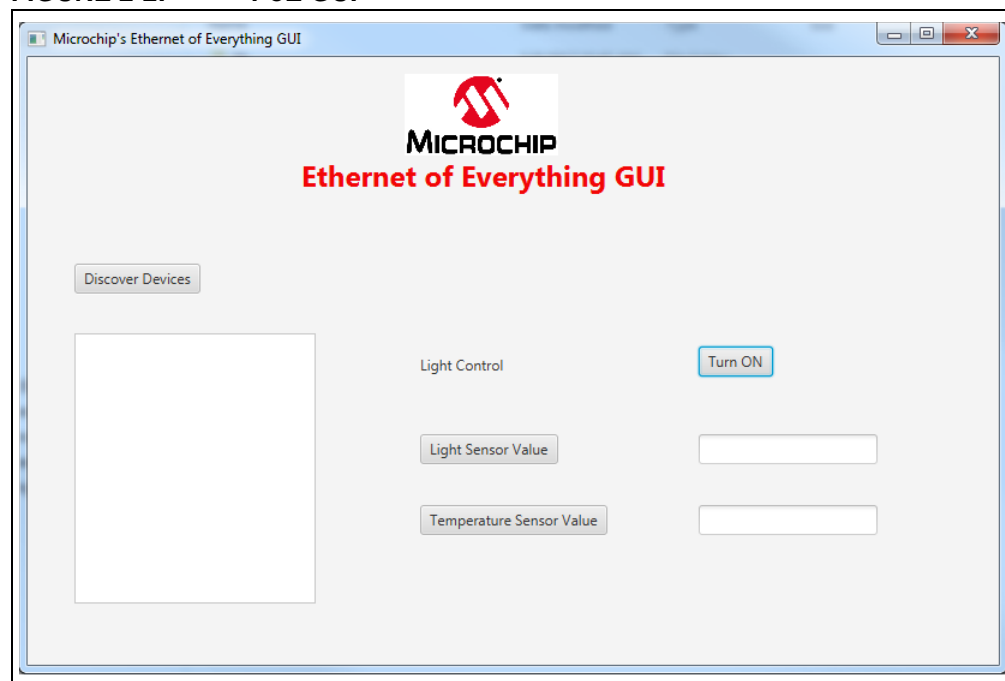 Microchip's Ethernet of Everything GUI
MICROCHIP
Ethernet of Everything GUI
Discover Devices
Light Control
Turn ON
Light Sensor Value
Temperature Sensor Value